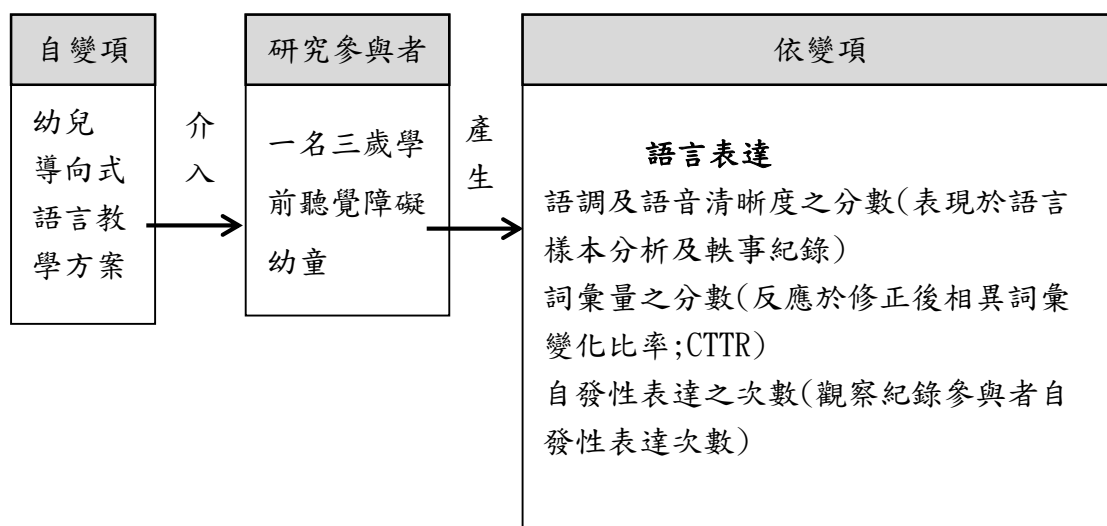 自變項
幼兒
導向式
語言教
學方案
介
入
研究參與者
一名三歲學
前聽覺障礙
幼童
產
生
依變項
語言表達
語調及語音清晰度之分數(表現於語言
樣本分析及軼事紀錄)
詞彙量之分數(反應於修正後相異詞彙
變化比率;CTTR)
自發性表達之次數(觀察紀錄參與者自
發性表達次數)